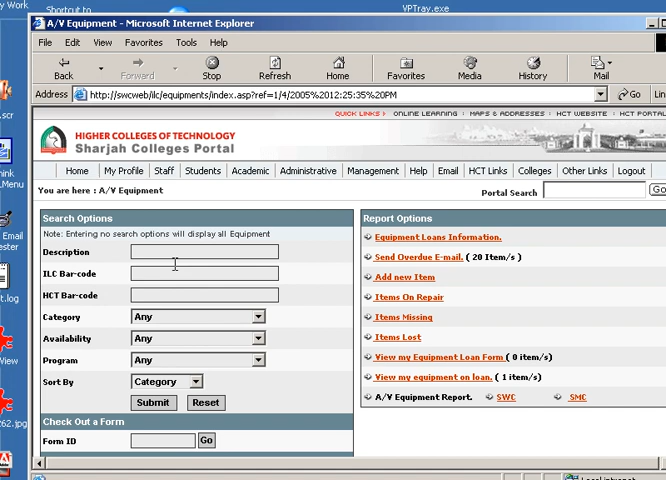 y Work
Shortcut to
VPTray.exe
A/V Equipment - Microsoft Internet Explorer
File Edit View Favorites Tools Help
Back Forward Stop Refresh Home Favorites Media History Mail
Address http://swcweb/ilc/equipments/index.asp?ref=1/4/2005%2012:25:35%20PM Go Lin
QUICK LINKS ONLINE LEARNING MAPS & ADDRESSES HCT WEBSITE HCT PORTAL
HIGHER COLLEGES OF TECHNOLOGY
Sharjah Colleges Portal
Home My Profile Staff Students Academic Administrative Management Help Email HCT Links Colleges Other Links Logout
You are here : A/V Equipment
Portal Search Go
Search Options
Note: Entering no search options will display all Equipment
Description
ILC Bar-code
HCT Bar-code
Category Any
Availability Any
Program Any
Sort By Category
Submit Reset
Check Out a Form
Form ID Go
Report Options
Equipment Loans Information.
Send Overdue E-mail. ( 20 Item/s )
Add new Item
Items On Repair
Items Missing
Items Lost
View my Equipment Loan Form ( 0 item/s)
View my equipment on loan. ( 1 item/s)
A/V Equipment Report. SWC SMC
.scr
hink
Menu
Email
ester
t.log
View
262.jpg